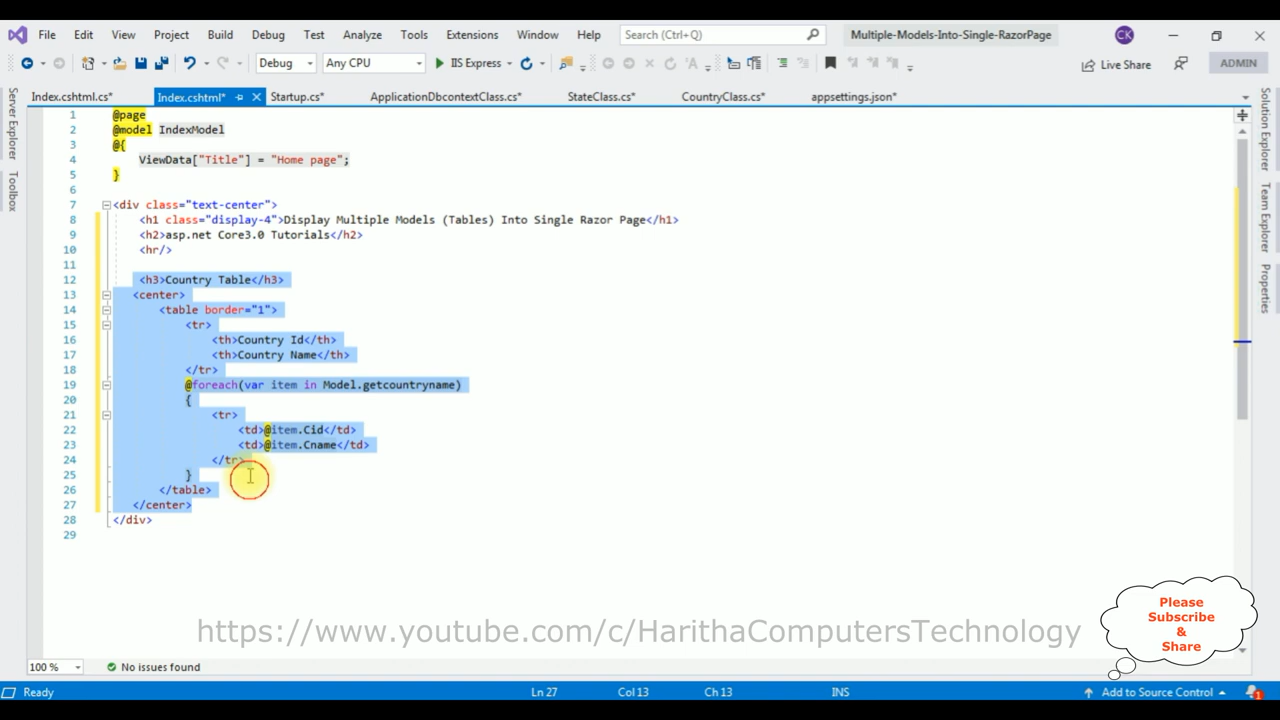 File Edit View Project Build Debug Test Analyze Tools Extensions Window Help Search (Ctrl+Q) Multiple-Models-Into-Single-RazorPage CK
Debug Any CPU IIS Express Live Share ADMIN
Index.cshtml.cs* Index.cshtml* Startup.cs* ApplicationDbcontextClass.cs* StateClass.cs* CountryClass.cs* appsettings.json*
Server Explorer
Toolbox
1 @page
2 @model IndexModel
3 @{
4 ViewData["Title"] = "Home page";
5 }
6
7 <div class="text-center">
8 <h1 class="display-4">Display Multiple Models (Tables) Into Single Razor Page</h1>
9 <h2>asp.net Core3.0 Tutorials</h2>
10 <hr/>
11
12 <h3>Country Table</h3>
13 <center>
14 <table border="1">
15 <tr>
16 <th>Country Id</th>
17 <th>Country Name</th>
18 </tr>
19 @foreach(var item in Model.getcountryname)
20 {
21 <tr>
22 <td>@item.Cid</td>
23 <td>@item.Cname</td>
24 </tr>
25 }
26 </table>
27 </center>
28 </div>
29
Solution Explorer
Team Explorer
Properties
Please
Subscribe
&
Share
https://www.youtube.com/c/HarithaComputersTechnology
100 % No issues found
Ready Ln 27 Col 13 Ch 13 INS Add to Source Control 1